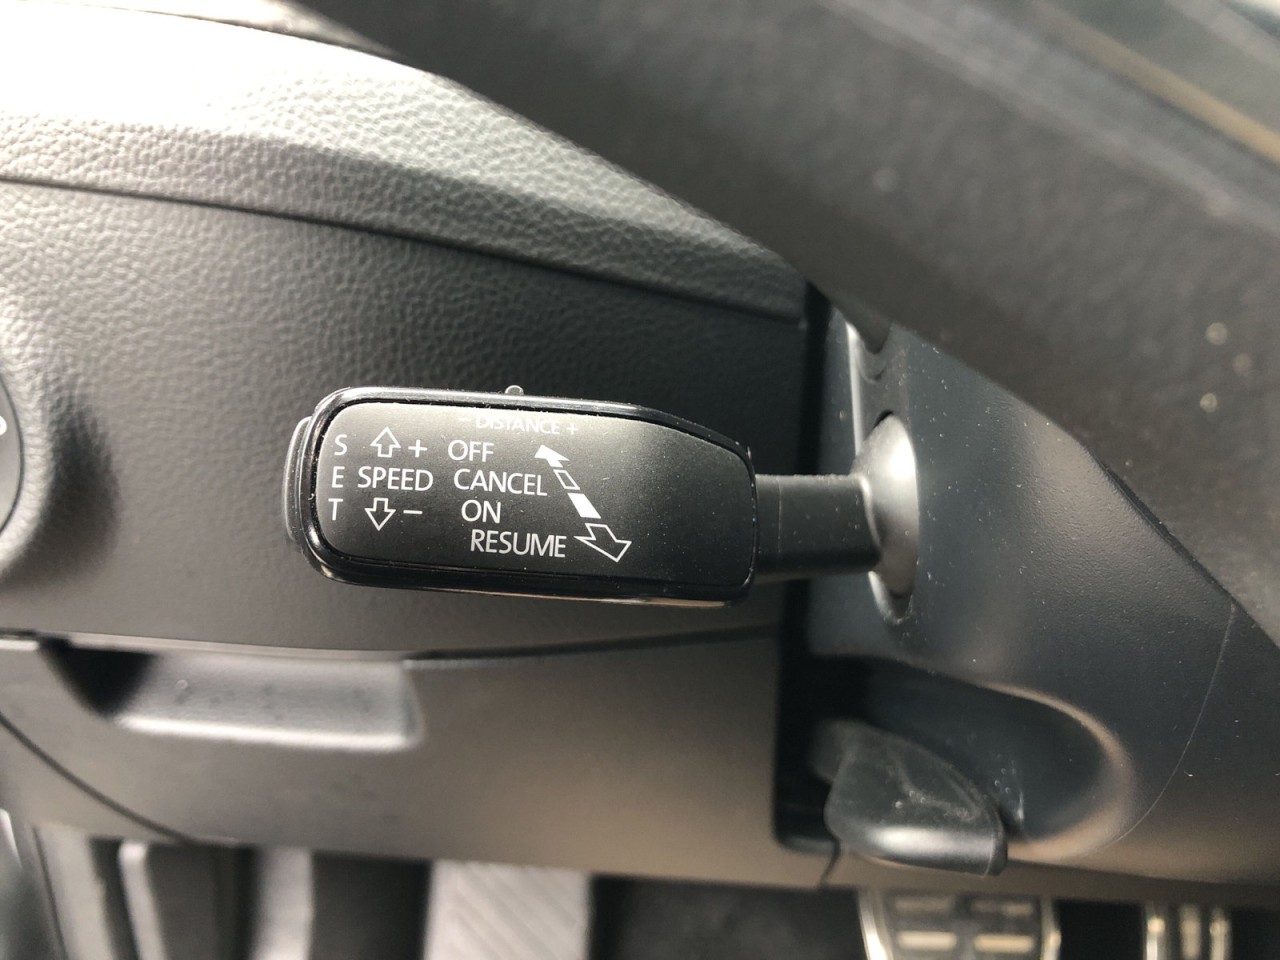 – DISTANCE +
S + OFF
E SPEED CANCEL
T – ON
RESUME